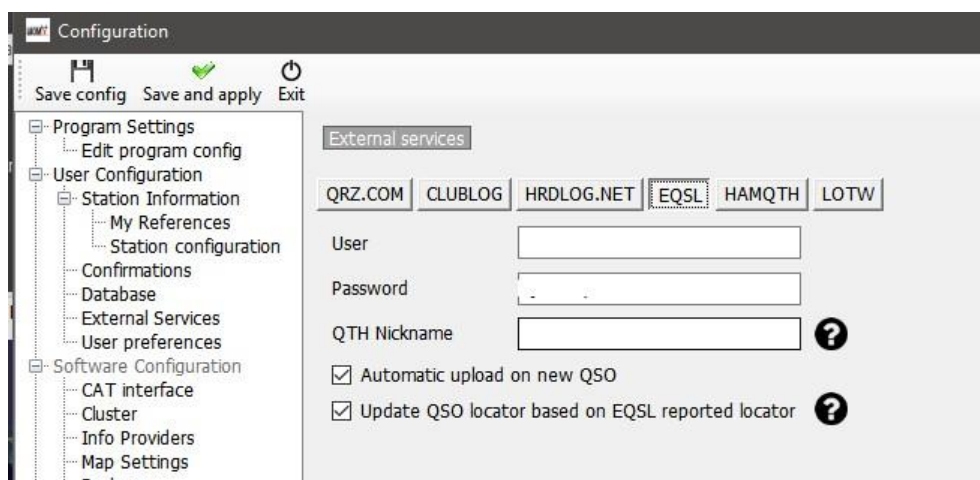 Configuration
Save config Save and apply Exit
Program Settings
Edit program config
User Configuration
Station Information
My References
Station configuration
Confirmations
Database
External Services
User preferences
Software Configuration
CAT interface
Cluster
Info Providers
Map Settings
External services
QRZ.COM CLUBLOG HRDLOG.NET EQSL HAMQTH LOTW
User
Password
QTH Nickname
Automatic upload on new QSO
Update QSO locator based on EQSL reported locator